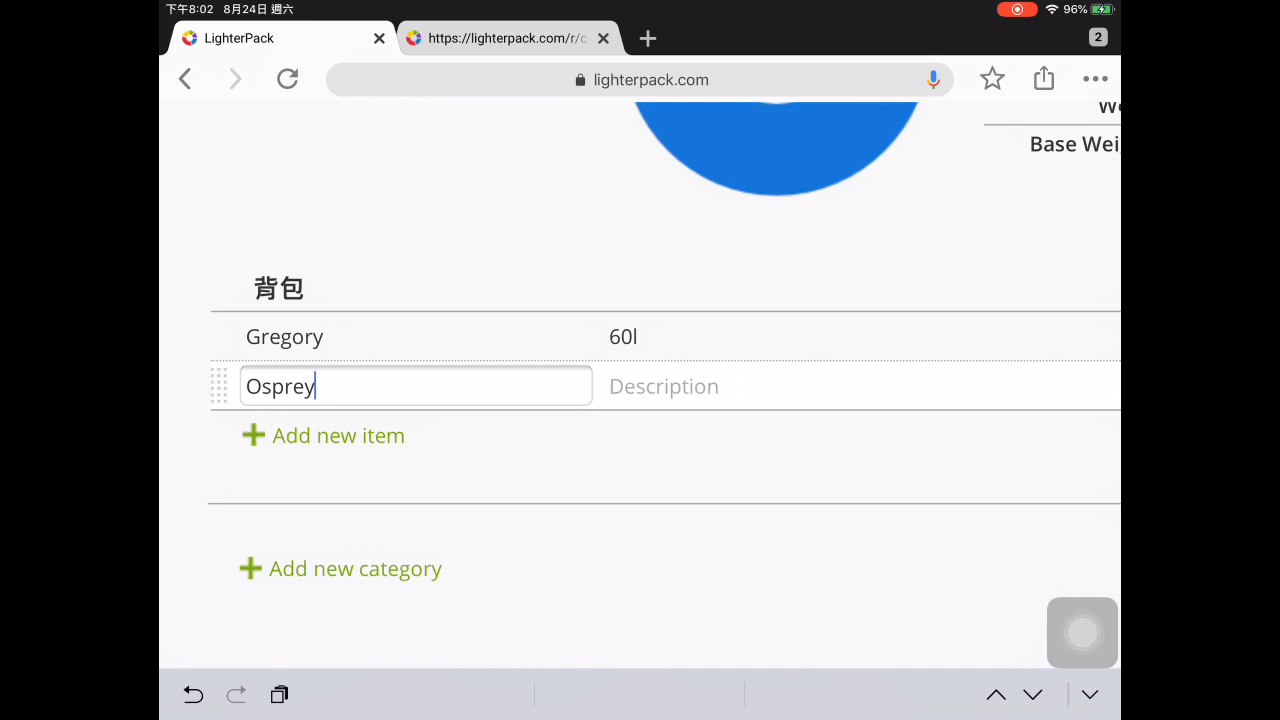 下午8:02 8月24日 週六 96%
LighterPack https://lighterpack.com/r/c 2
lighterpack.com
Base Wei
背包
Gregory 60l
Osprey Description
Add new item
Add new category